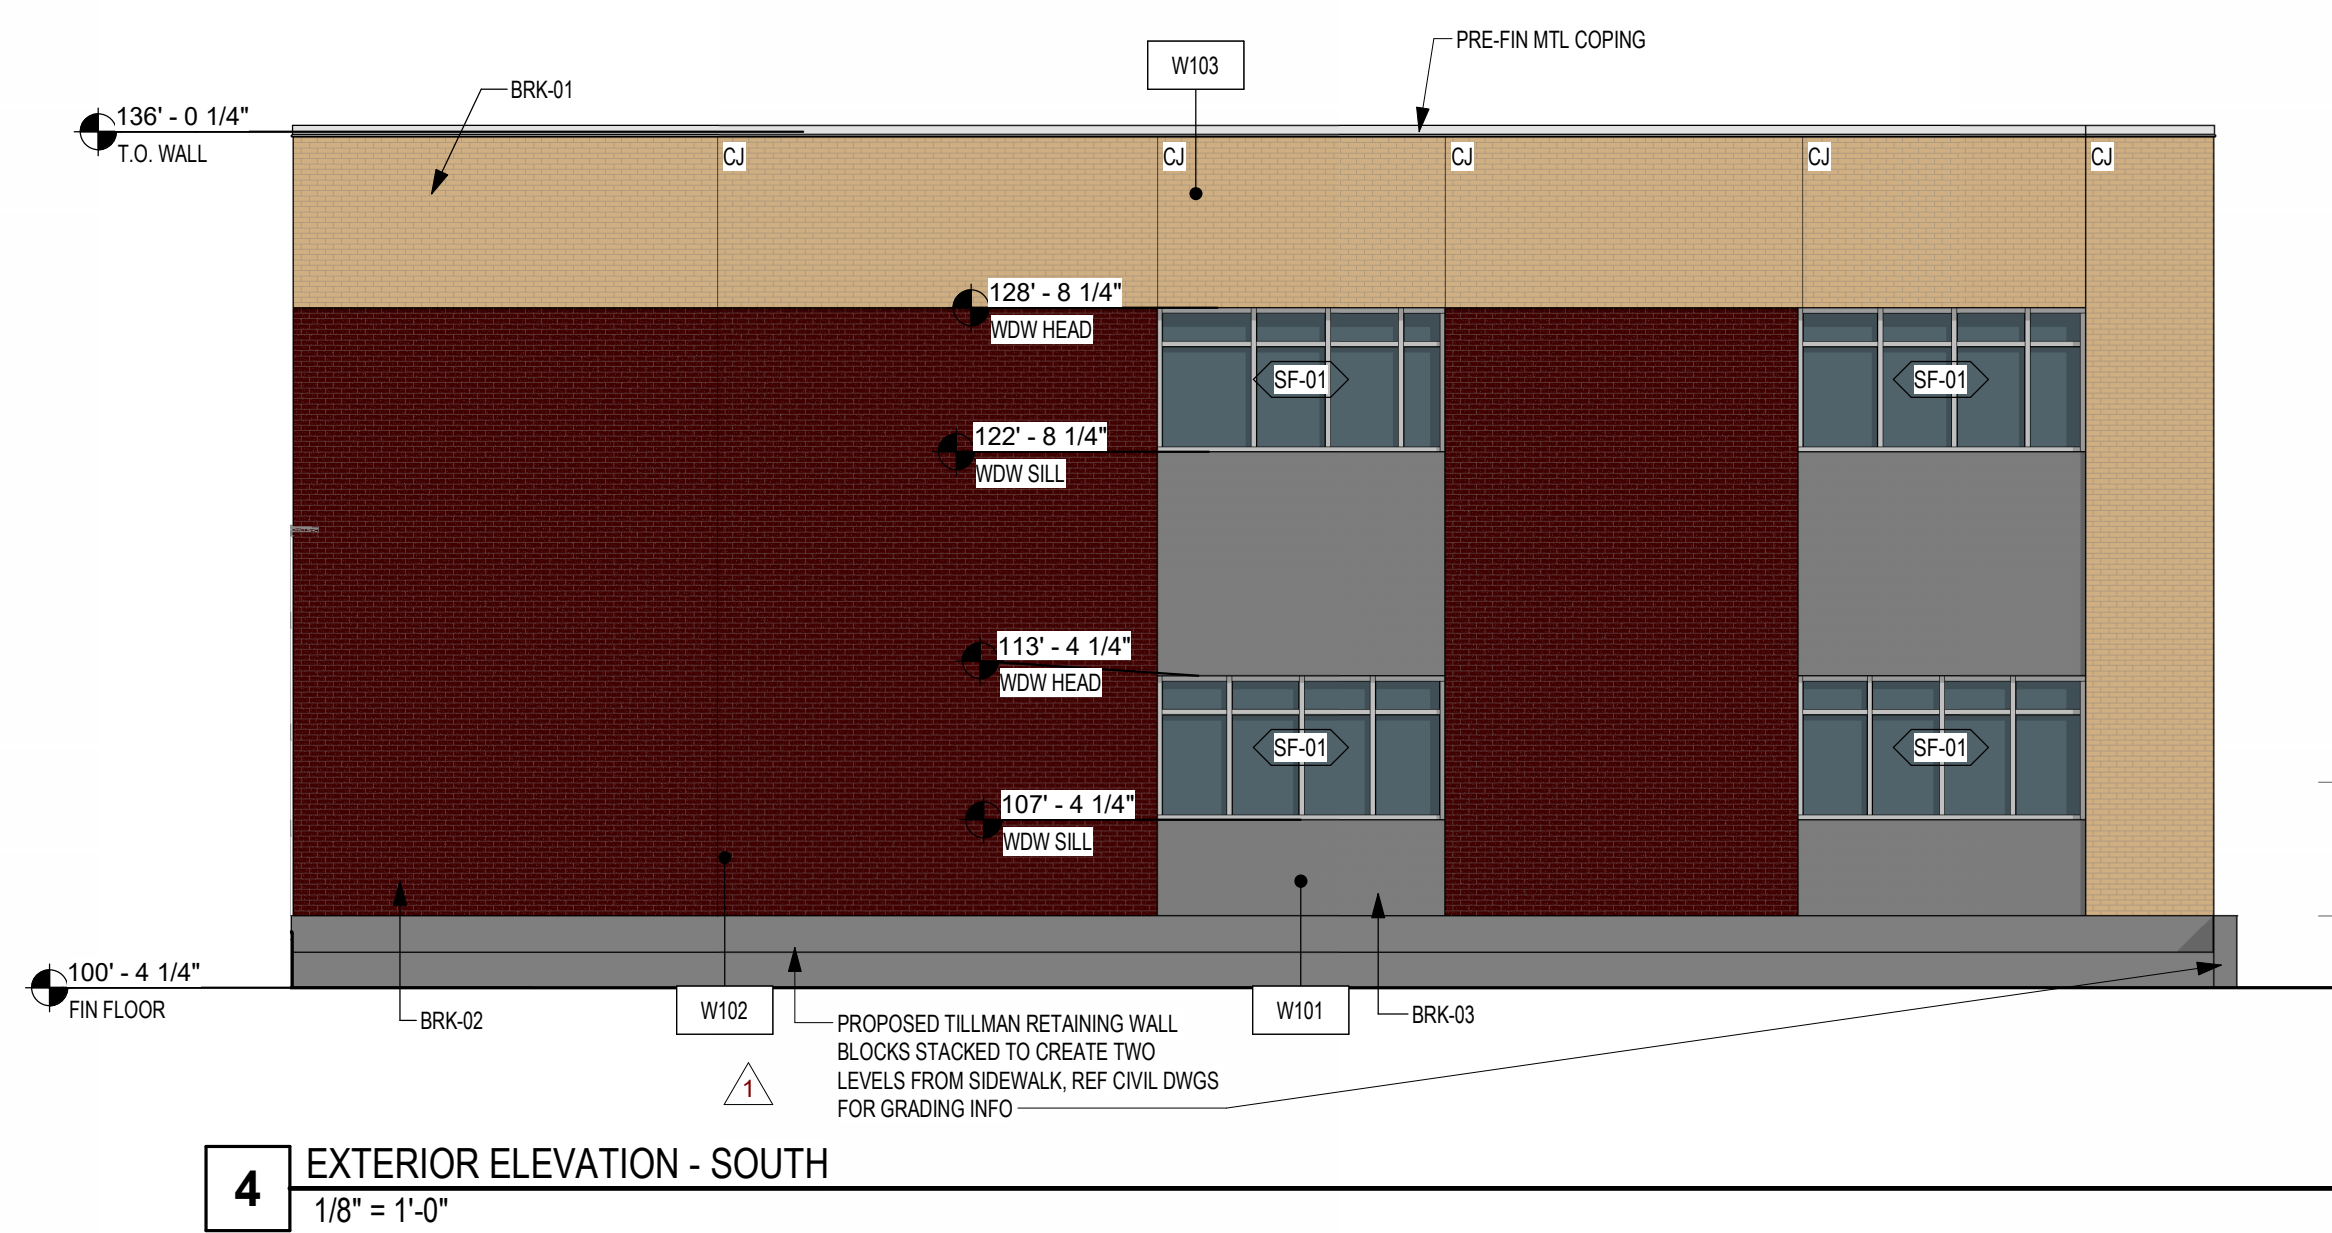 PRE-FIN MTL COPING
W103
BRK-01
136' - 0 1/4"
T.O. WALL
CJ
CJ
CJ
CJ
CJ
128' - 8 1/4"
WDW HEAD
SF-01
SF-01
122' - 8 1/4"
WDW SILL
113' - 4 1/4"
WDW HEAD
SF-01
SF-01
107' - 4 1/4"
WDW SILL
100' - 4 1/4"
FIN FLOOR
BRK-02
W102
W101
BRK-03
PROPOSED TILLMAN RETAINING WALL
BLOCKS STACKED TO CREATE TWO
LEVELS FROM SIDEWALK, REF CIVIL DWGS
FOR GRADING INFO
1
4
EXTERIOR ELEVATION - SOUTH
1/8" = 1'-0"